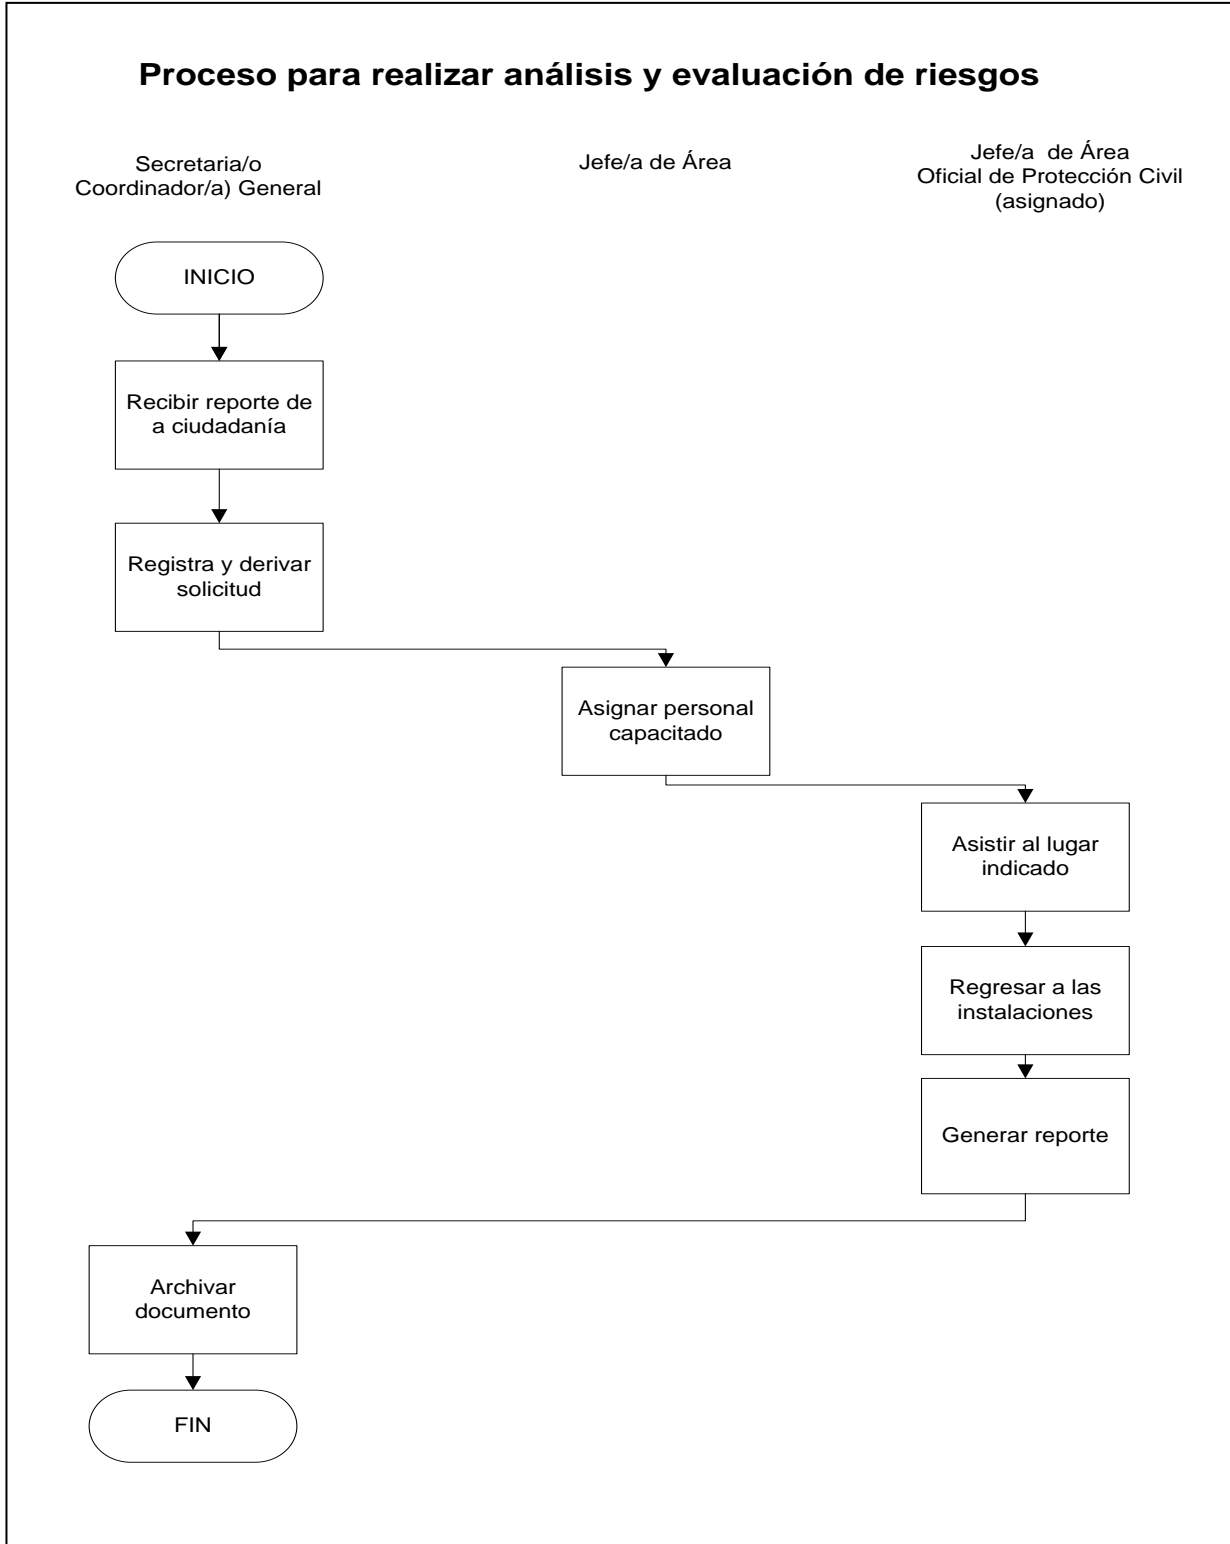 Proceso para realizar análisis y evaluación de riesgos
Secretaria/o
Coordinador/a) General
Jefe/a de Área
Jefe/a de Área
Oficial de Protección Civil
(asignado)
INICIO
Recibir reporte de
a ciudadanía
Registra y derivar
solicitud
Asignar personal
capacitado
Asistir al lugar
indicado
Regresar a las
instalaciones
Generar reporte
Archivar
documento
FIN